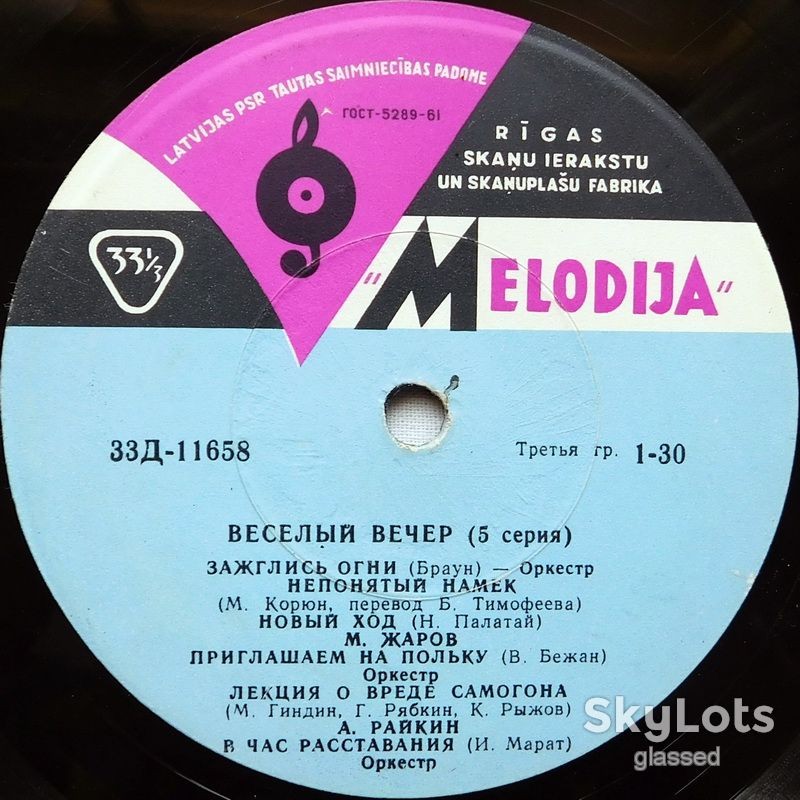 LATVIJAS PSR TAUTAS SAIMNIECĪBAS PADOME
ГОСТ-5289-61
RĪGAS
SKAŅU IERAKSTU
UN SKAŅUPLAŠU FABRIKA
33⅓
"MELODIJA"
33Д-11658
Третья гр. 1-30
ВЕСЕЛЫЙ ВЕЧЕР (5 серия)
ЗАЖГЛИСЬ ОГНИ (Браун) — Оркестр
НЕПОНЯТЫЙ НАМЕК
(М. Корюн, перевод Б. Тимофеева)
НОВЫЙ ХОД (Н. Палатай)
М. ЖАРОВ
ПРИГЛАШАЕМ НА ПОЛЬКУ (В. Бежан)
Оркестр
ЛЕКЦИЯ О ВРЕДЕ САМОГОНА
(М. Гиндин, Г. Рябкин, К. Рыжов)
А. РАЙКИН
В ЧАС РАССТАВАНИЯ (И. Марат)
Оркестр
SkyLots
glassed